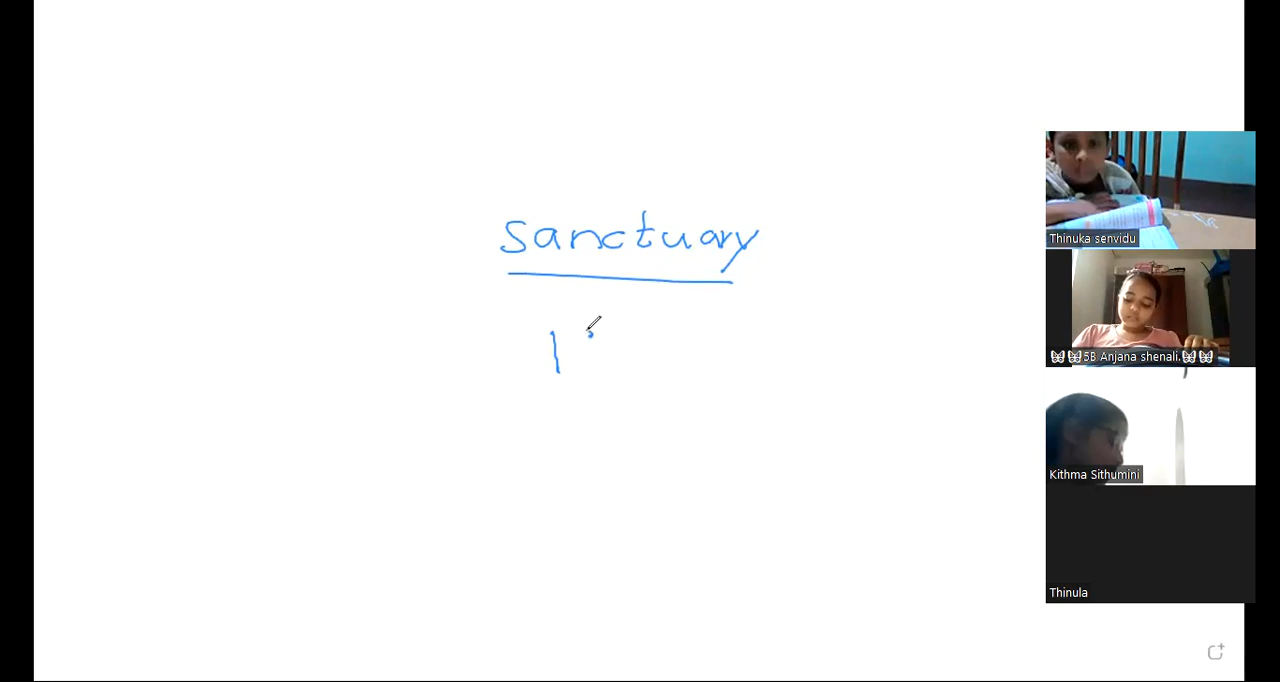 sanctuary
1
Thinuka senvidu
5B Anjana shenali.
Kithma Sithumini
Thinula